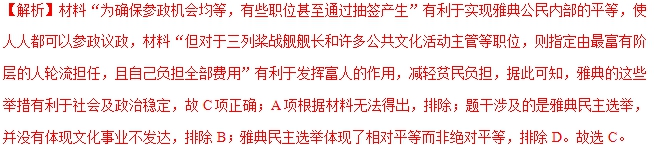 【解析】材料“为确保参政机会均等，有些职位甚至通过抽签产生”有利于实现雅典公民内部的平等，使
人人都可以参政议政，材料“但对于三列桨战舰舰长和许多公共文化活动主管等职位，则指定由最富有阶
层的人轮流担任，且自己负担全部费用”有利于发挥富人的作用，减轻贫民负担，据此可知，雅典的这些
举措有利于社会及政治稳定，故 C 项正确；A 项根据材料无法得出，排除；题干涉及的是雅典民主选举，
并没有体现文化事业不发达，排除 B；雅典民主选举体现了相对平等而非绝对平等，排除 D。故选 C。